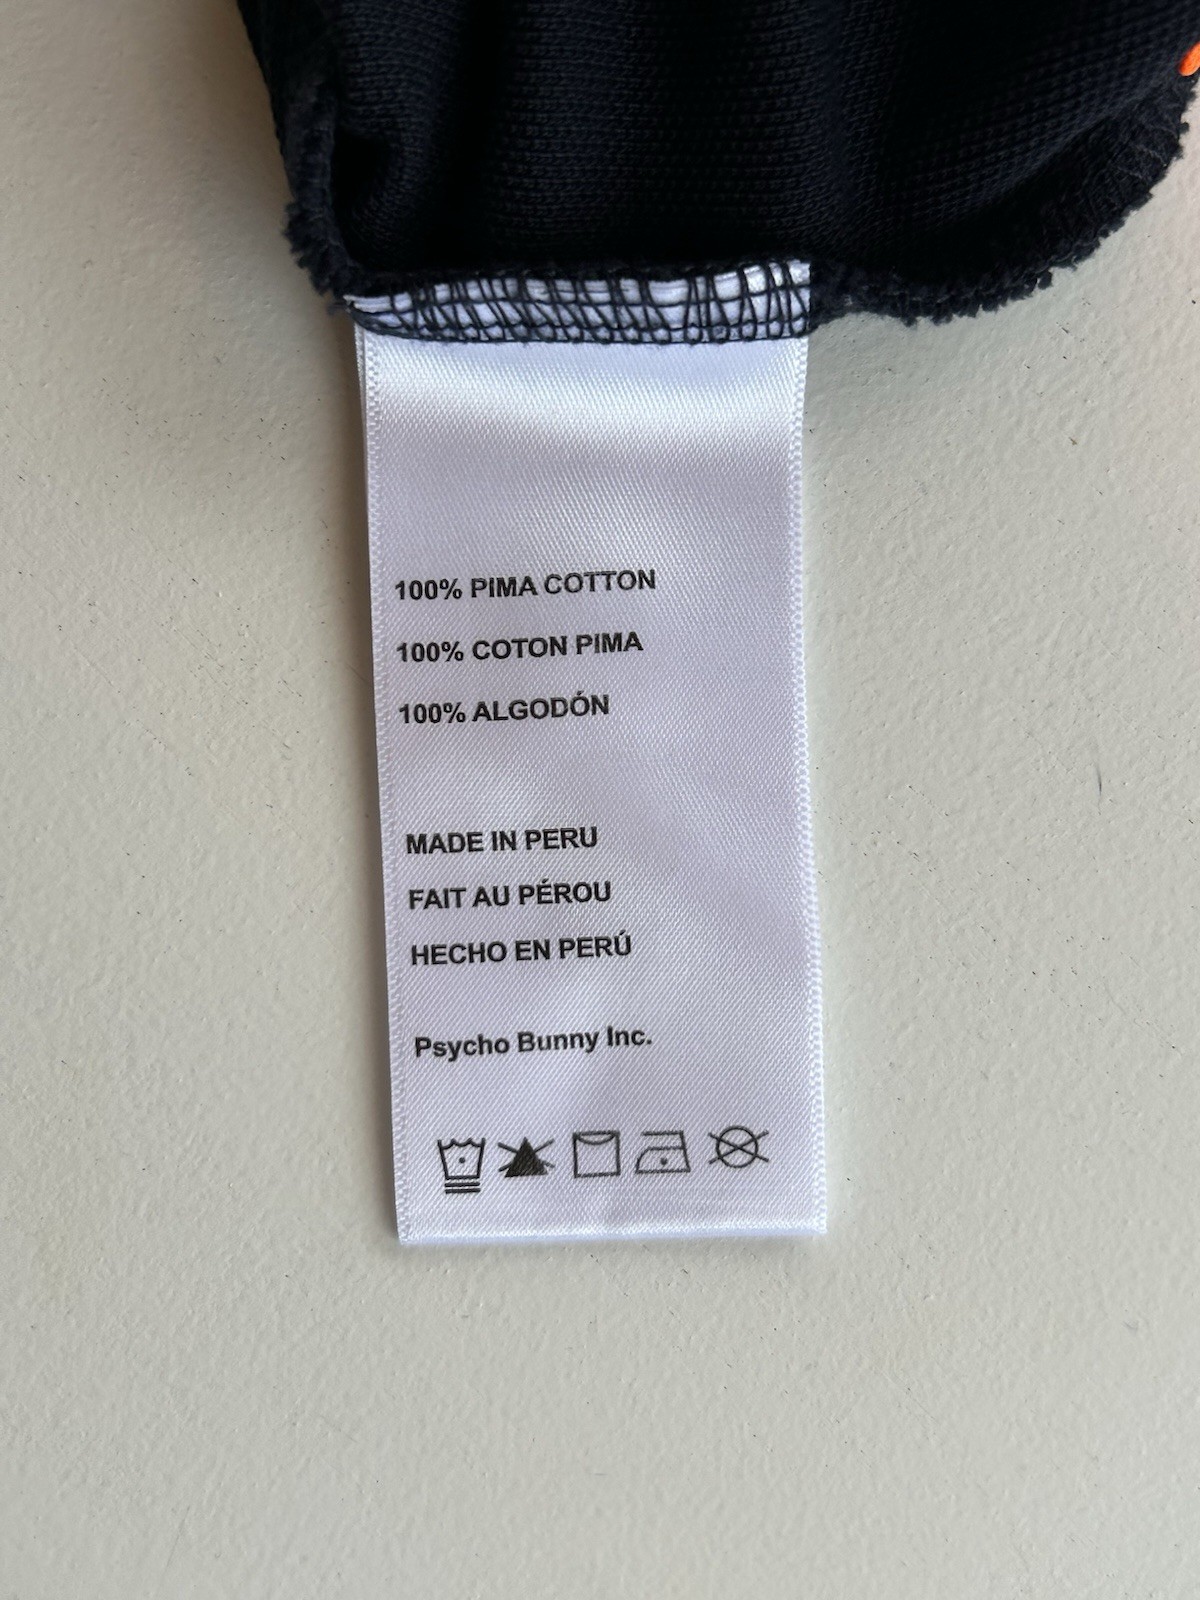 100% PIMA COTTON
100% COTON PIMA
100% ALGODÓN
MADE IN PERU
FAIT AU PÉROU
HECHO EN PERÚ
Psycho Bunny Inc.